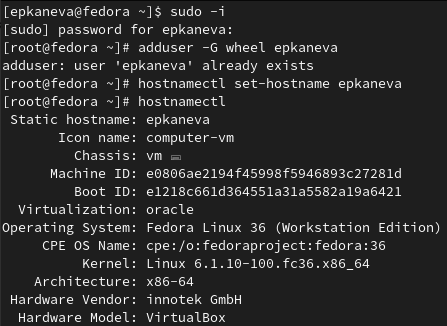 [epkaneva@fedora ~]$ sudo -i
[sudo] password for epkaneva:
[root@fedora ~]# adduser -G wheel epkaneva
adduser: user 'epkaneva' already exists
[root@fedora ~]# hostnamectl set-hostname epkaneva
[root@fedora ~]# hostnamectl
Static hostname: epkaneva
Icon name: computer-vm
Chassis: vm
Machine ID: e0806ae2194f45998f5946893c27281d
Boot ID: e1218c661d364551a31a5582a19a6421
Virtualization: oracle
Operating System: Fedora Linux 36 (Workstation Edition)
CPE OS Name: cpe:/o:fedoraproject:fedora:36
Kernel: Linux 6.1.10-100.fc36.x86_64
Architecture: x86-64
Hardware Vendor: innotek GmbH
Hardware Model: VirtualBox